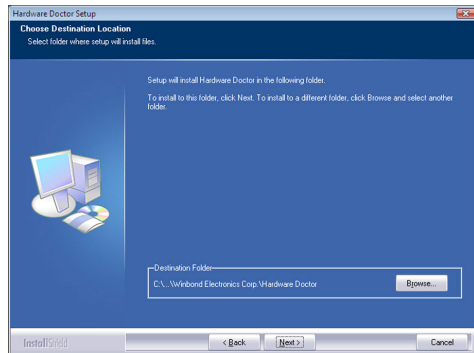 Hardware Doctor Setup
Choose Destination Location
Select folder where setup will install files.
Setup will install Hardware Doctor in the following folder.
To install to this folder, click Next. To install to a different folder, click Browse and select another
folder.
Destination Folder
C:\...\Winbond Electronics Corp.\Hardware Doctor
Browse...
InstallShield
< Back
Next >
Cancel